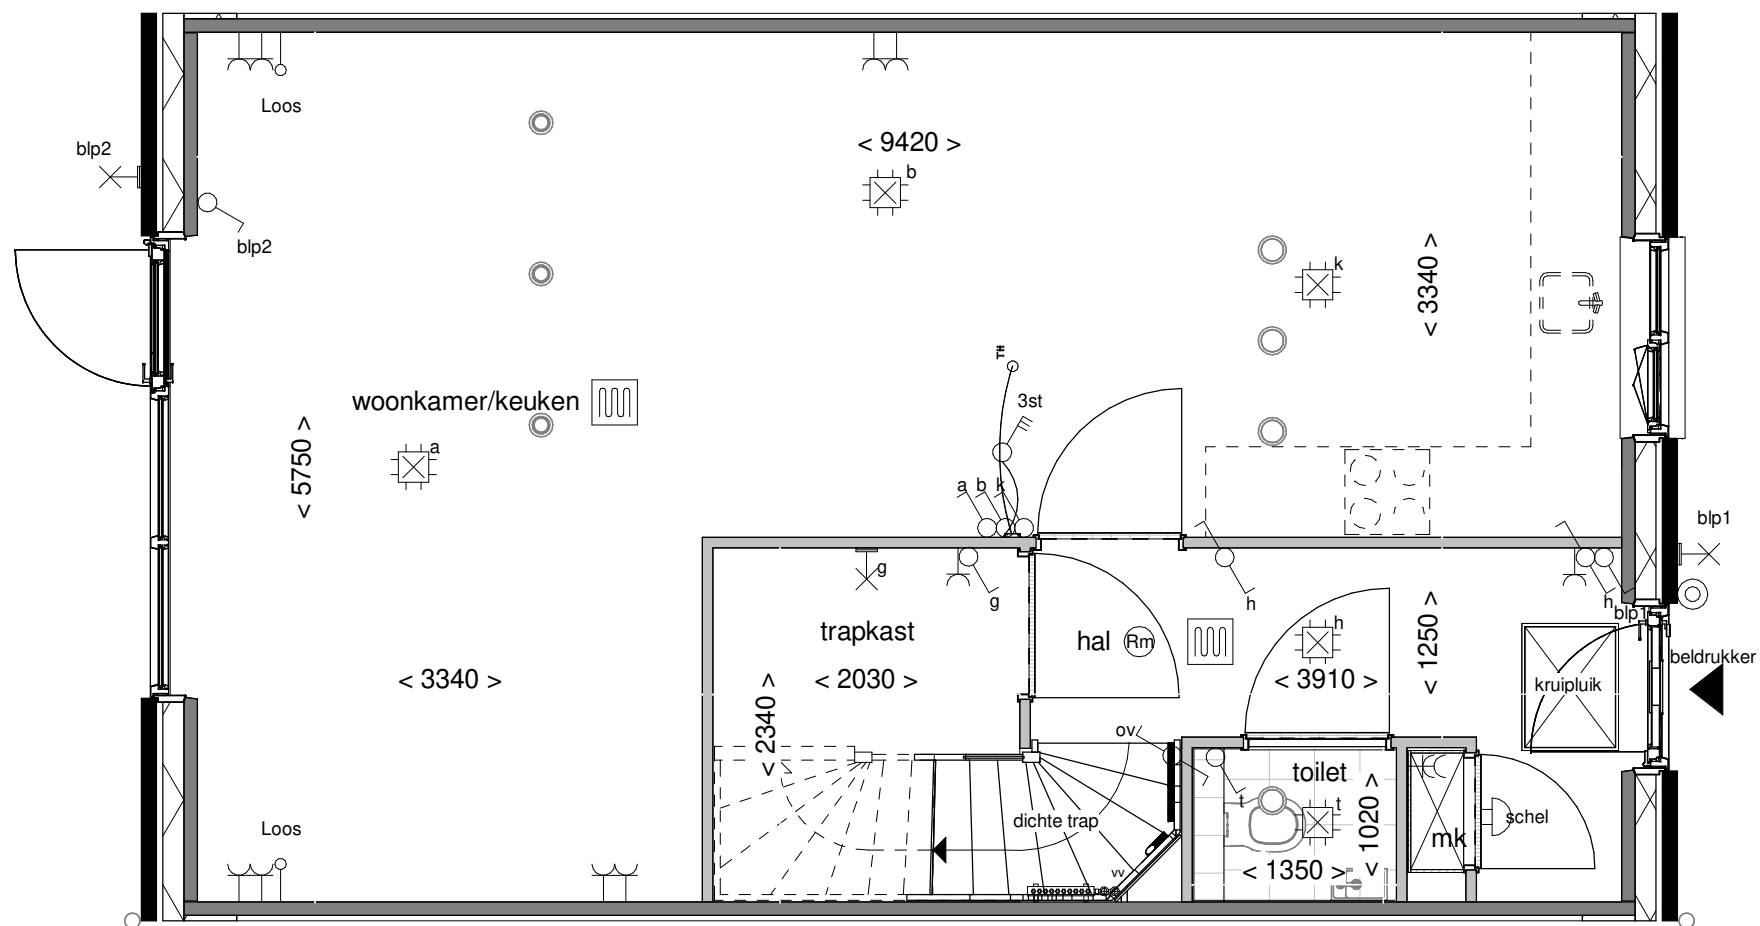 Loos
< 9420 >
blp2
b
blp2
k
< 3340 >
TH
woonkamer/keuken
3st
a
< 5750 >
a b k
blp1
g
g
h
h
blp1
trapkast
hal
Rm
h
< 1250 >
beldrukker
< 3340 >
< 2030 >
< 3910 >
kruipluik
< 2340 >
ov
toilet
t
t
< 1020 >
Loos
dichte trap
schel
mk
vv
< 1350 >